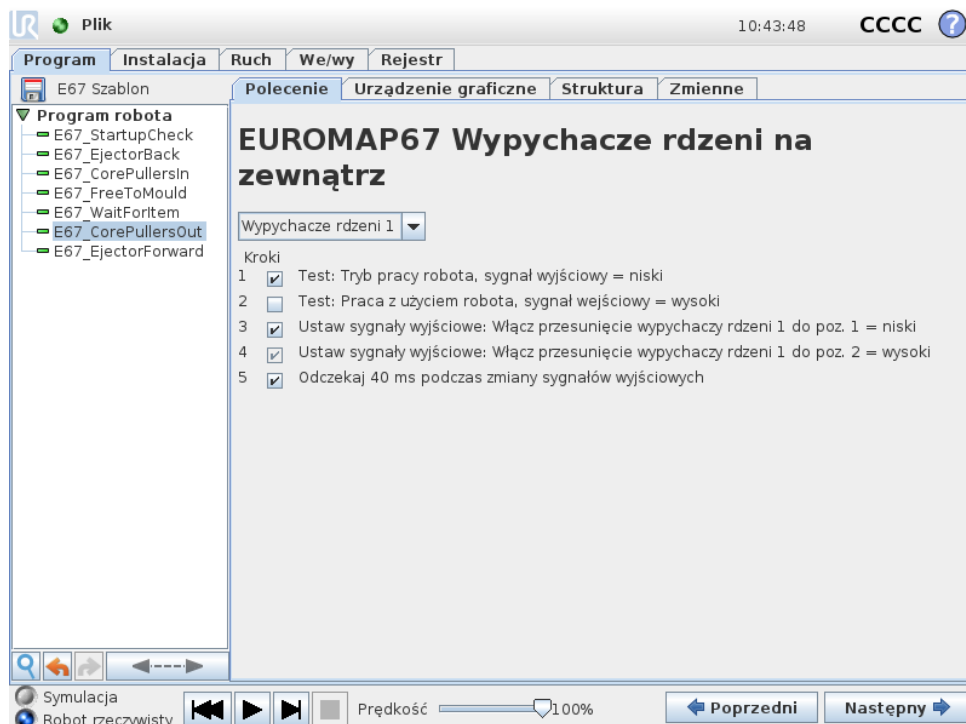 UR Plik 10:43:48 CCCC ?
Program Instalacja Ruch We/wy Rejestr
E67 Szablon
Polecenie Urządzenie graficzne Struktura Zmienne
Program robota
E67_StartupCheck
E67_EjectorBack
E67_CorePullersIn
E67_FreeToMould
E67_WaitForItem
E67_CorePullersOut
E67_EjectorForward
EUROMAP67 Wypychacze rdzeni na
zewnątrz
Wypychacze rdzeni 1
Kroki
1 Test: Tryb pracy robota, sygnał wyjściowy = niski
2 Test: Praca z użyciem robota, sygnał wejściowy = wysoki
3 Ustaw sygnały wyjściowe: Włącz przesunięcie wypychaczy rdzeni 1 do poz. 1 = niski
4 Ustaw sygnały wyjściowe: Włącz przesunięcie wypychaczy rdzeni 1 do poz. 2 = wysoki
5 Odczekaj 40 ms podczas zmiany sygnałów wyjściowych
Symulacja
Robot rzeczywisty
Prędkość 100%
Poprzedni Następny